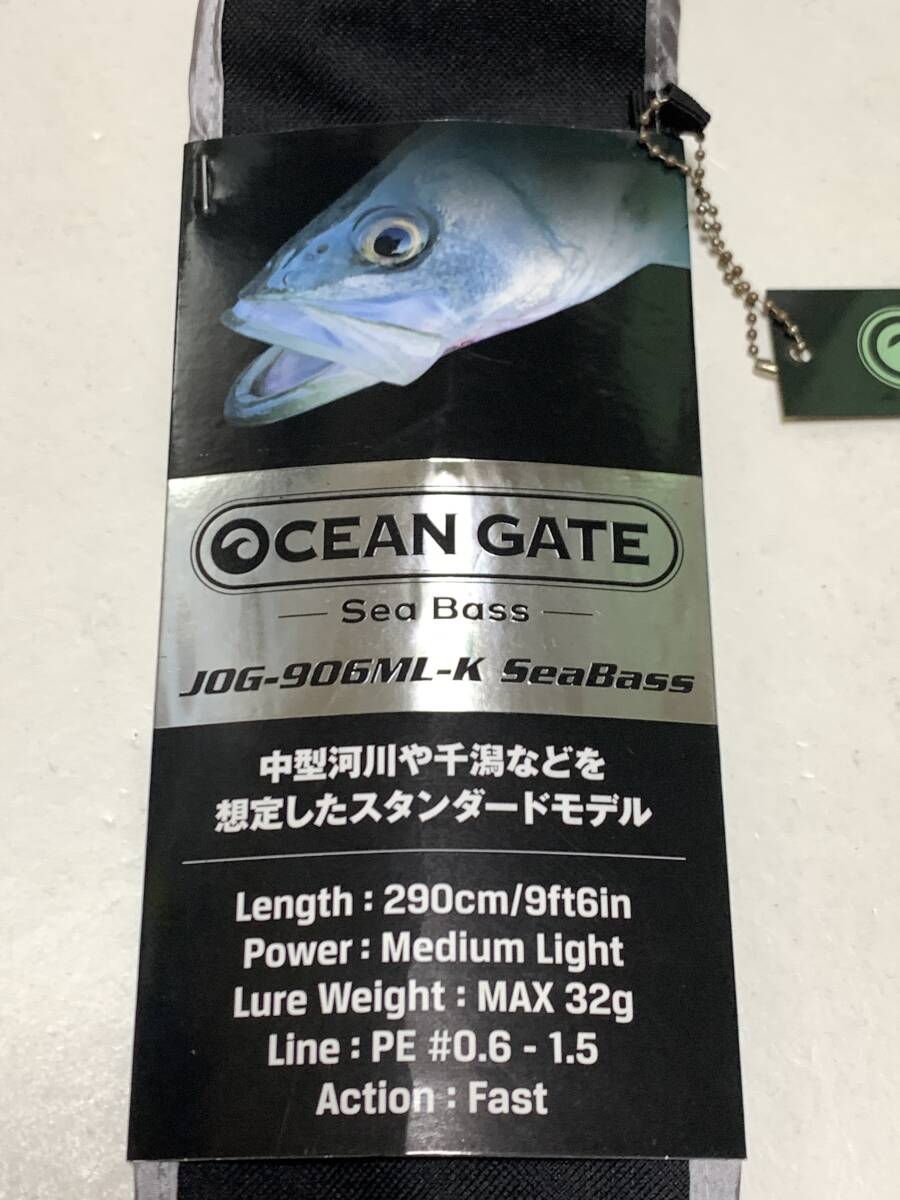 OCEAN GATE
Sea Bass
JOG-906ML-K SeaBass
中型河川や干潟などを
想定したスタンダードモデル
Length : 290cm/9ft6in
Power : Medium Light
Lure Weight : MAX 32g
Line : PE #0.6 - 1.5
Action : Fast